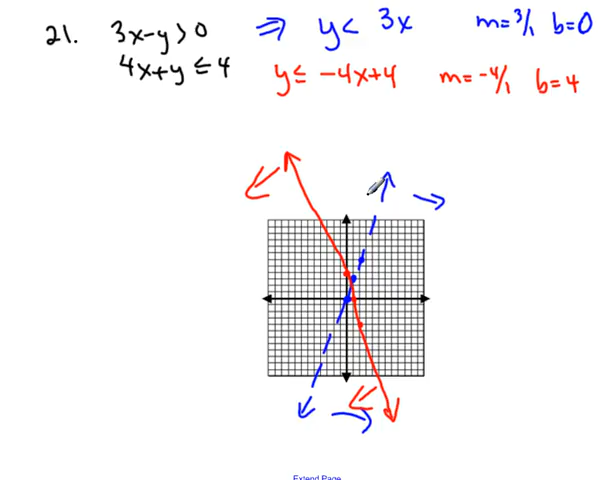 21. 3x-y>0 ⇒ y< 3x m=3/1 b=0
4x+y ≤ 4 y≤ -4x+4 m=-4/1 b=4
Extend Page